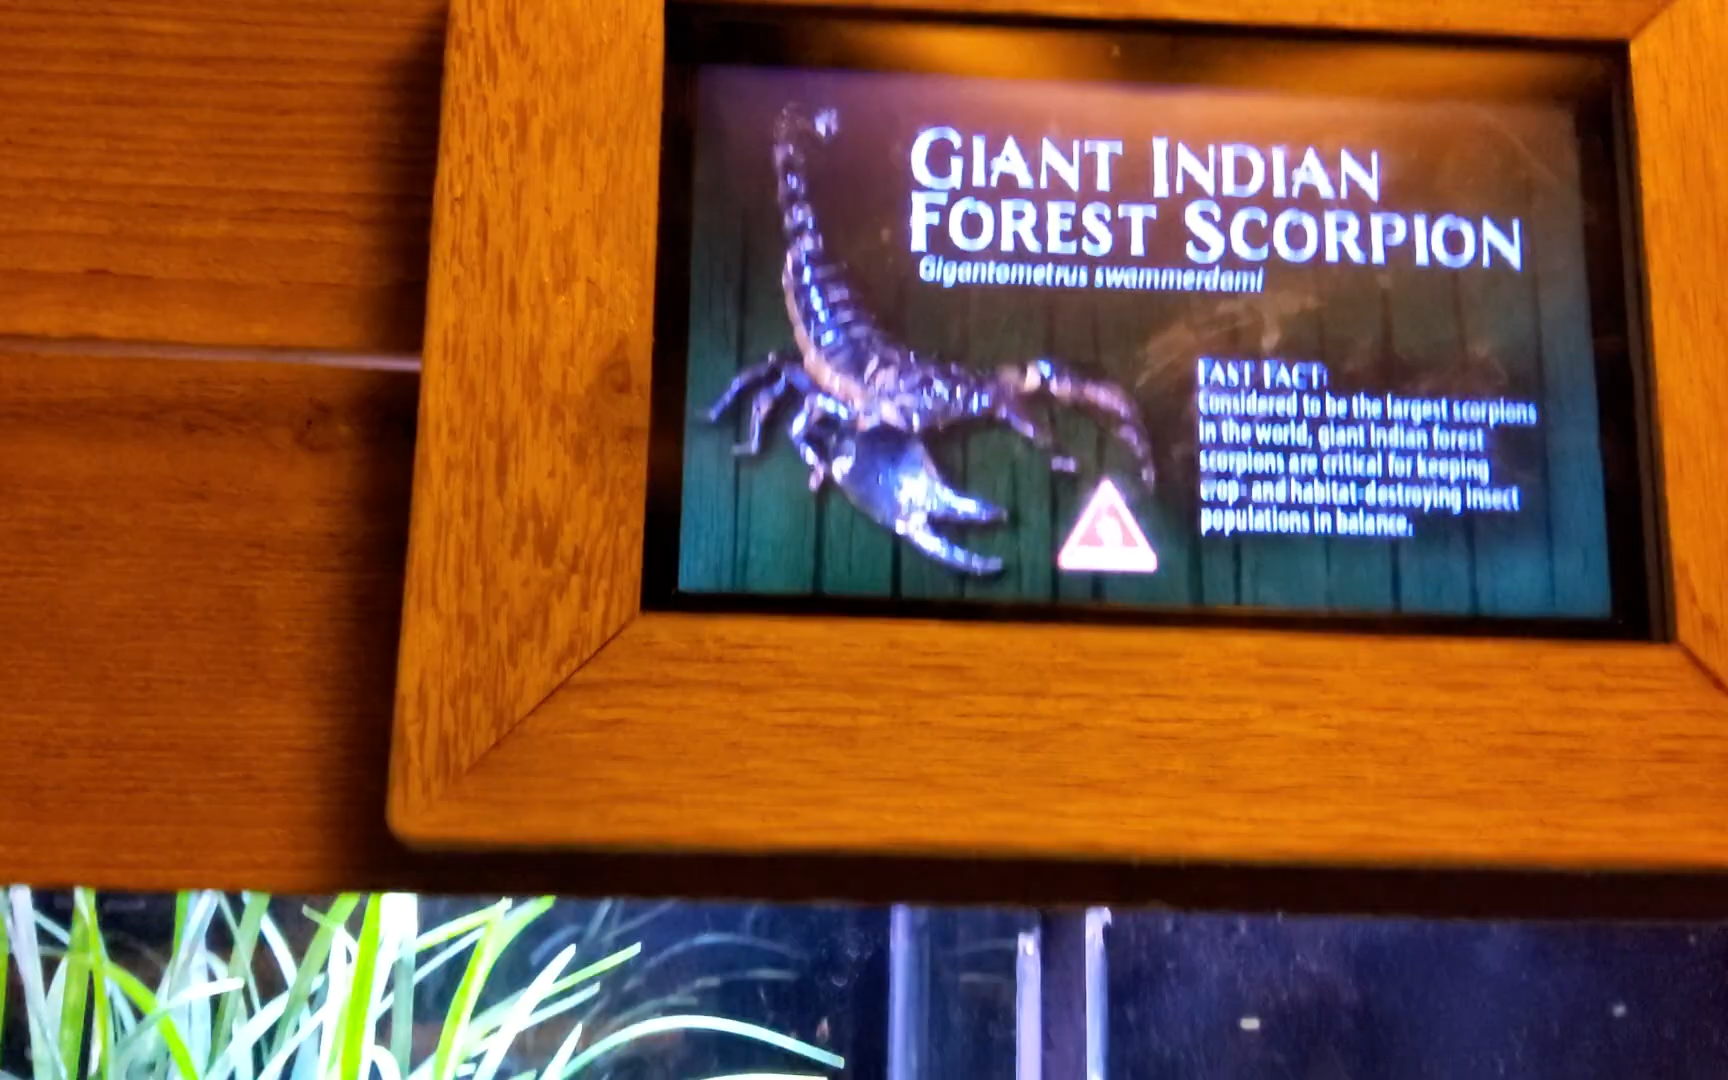 GIANT INDIAN
FOREST SCORPION
Gigantometrus swammerdami
FAST FACT:
Considered to be the largest scorpions
in the world, giant Indian forest
scorpions are critical for keeping
crop- and habitat-destroying insect
populations in balance.